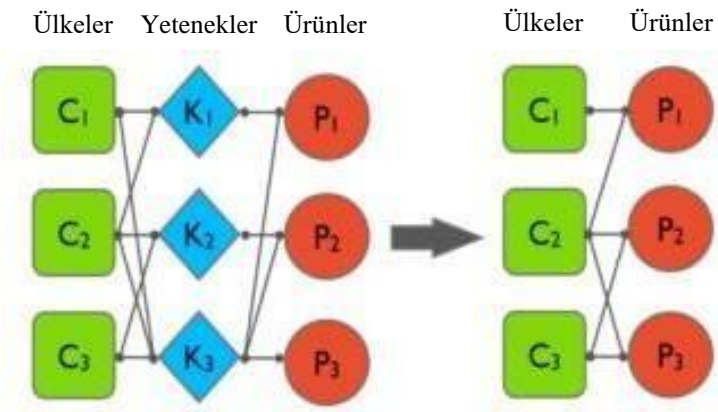 Ülkeler Yetenekler Ürünler Ülkeler Ürünler
C1 K1 P1 C1 P1
C2 K2 P2 C2 P2
C3 K3 P3 C3 P3